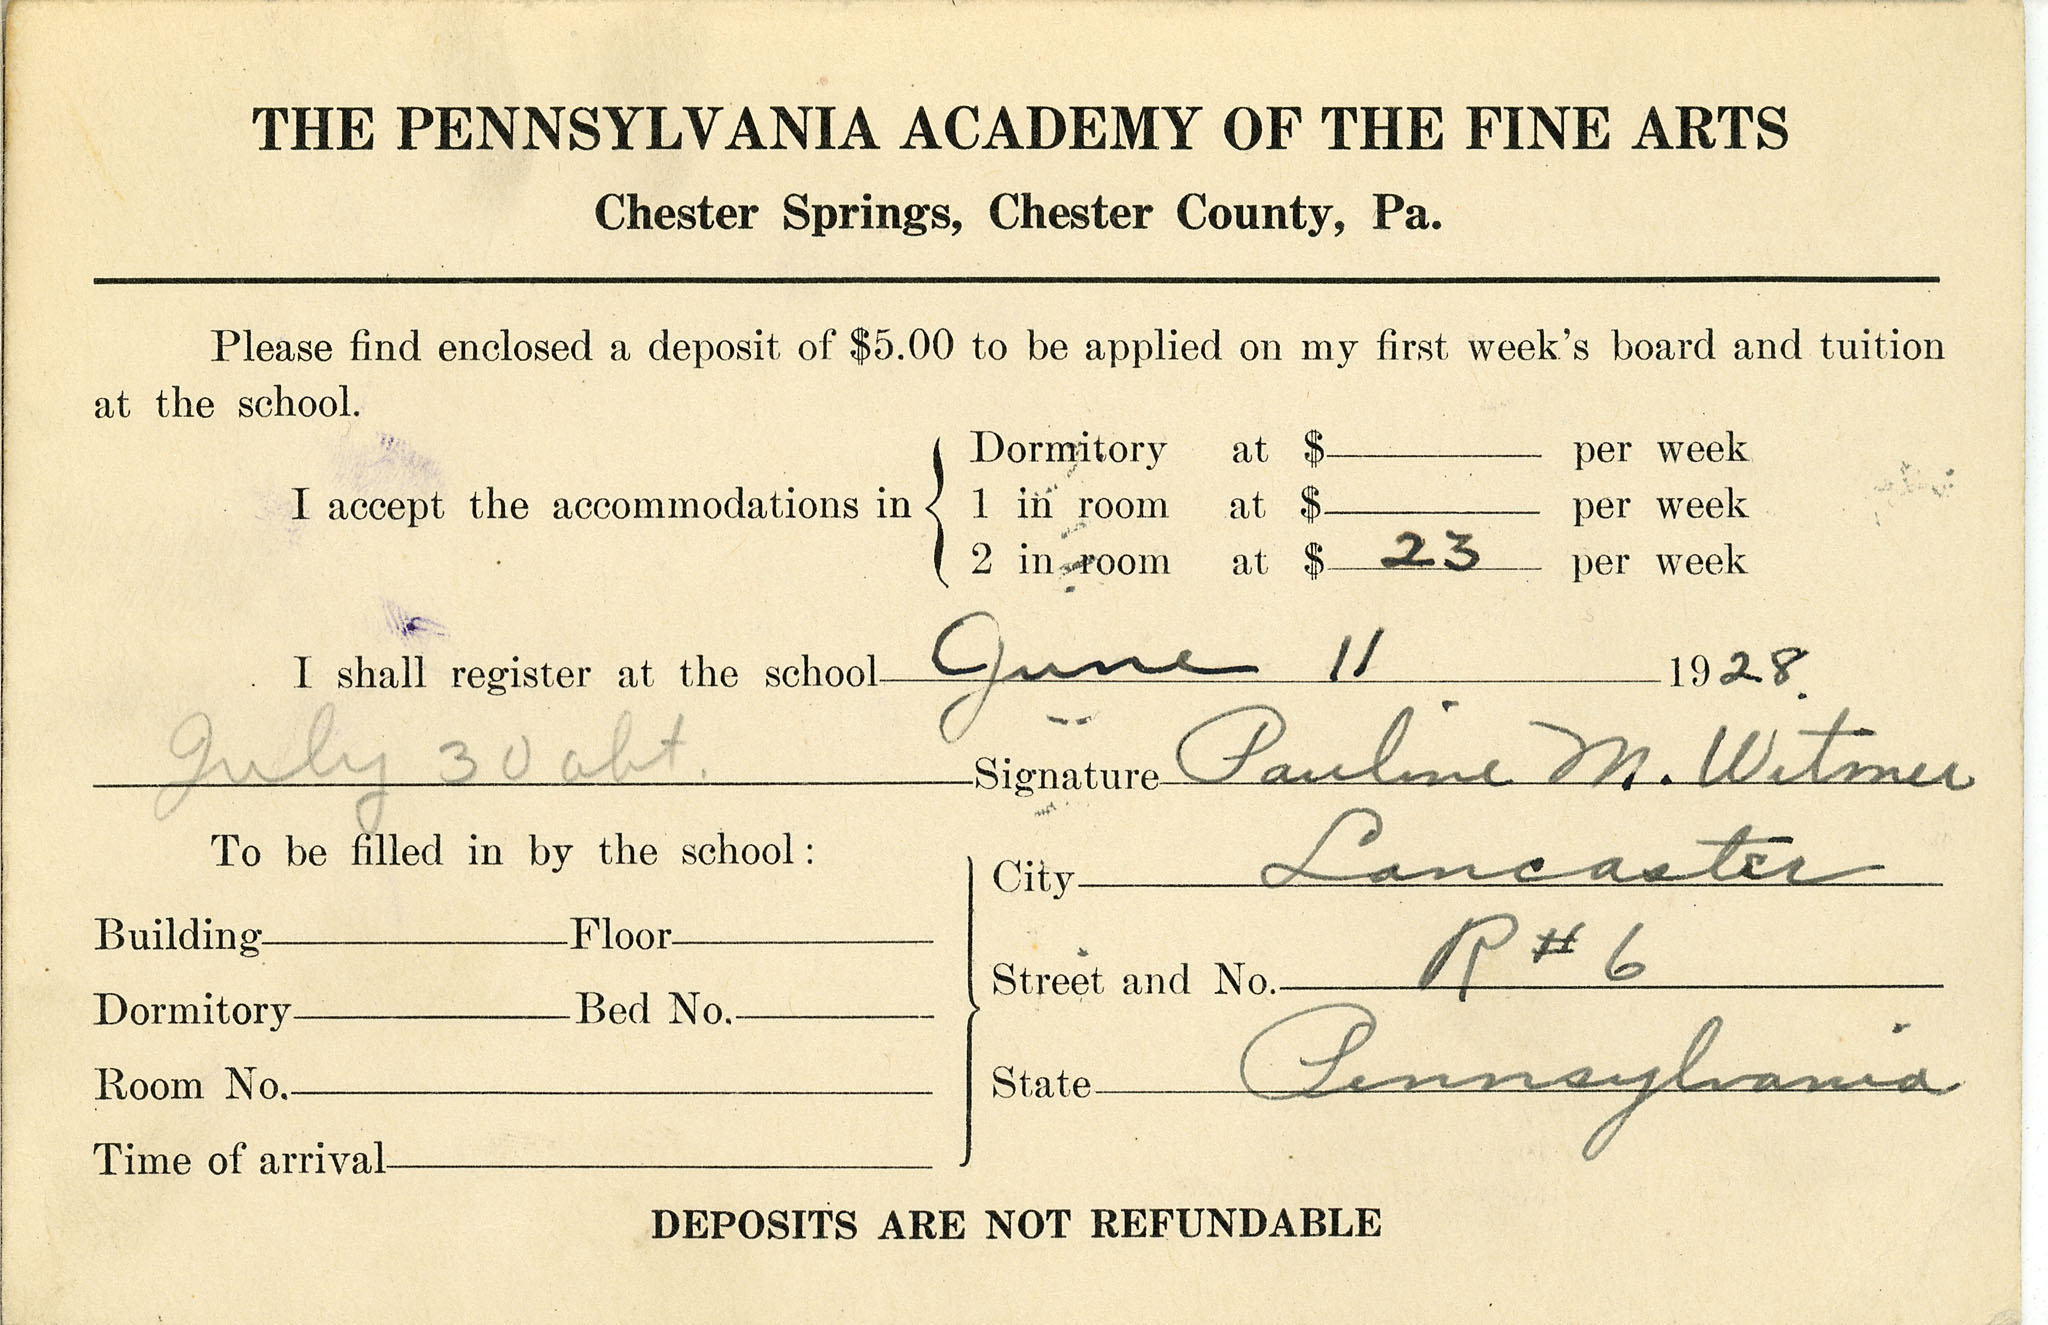 THE PENNSYLVANIA ACADEMY OF THE FINE ARTS
Chester Springs, Chester County, Pa.
Please find enclosed a deposit of $5.00 to be applied on my first week's board and tuition
at the school.
Dormitory at $ per week
I accept the accommodations in 1 in room at $ per week
2 in room at $ 23 per week
I shall register at the school June 11 1928.
July 30 abt. Signature Pauline M. Witmer
To be filled in by the school:
City Lancaster
Building Floor
Street and No. R #6
Dormitory Bed No.
State Pennsylvania
Room No.
Time of arrival
DEPOSITS ARE NOT REFUNDABLE